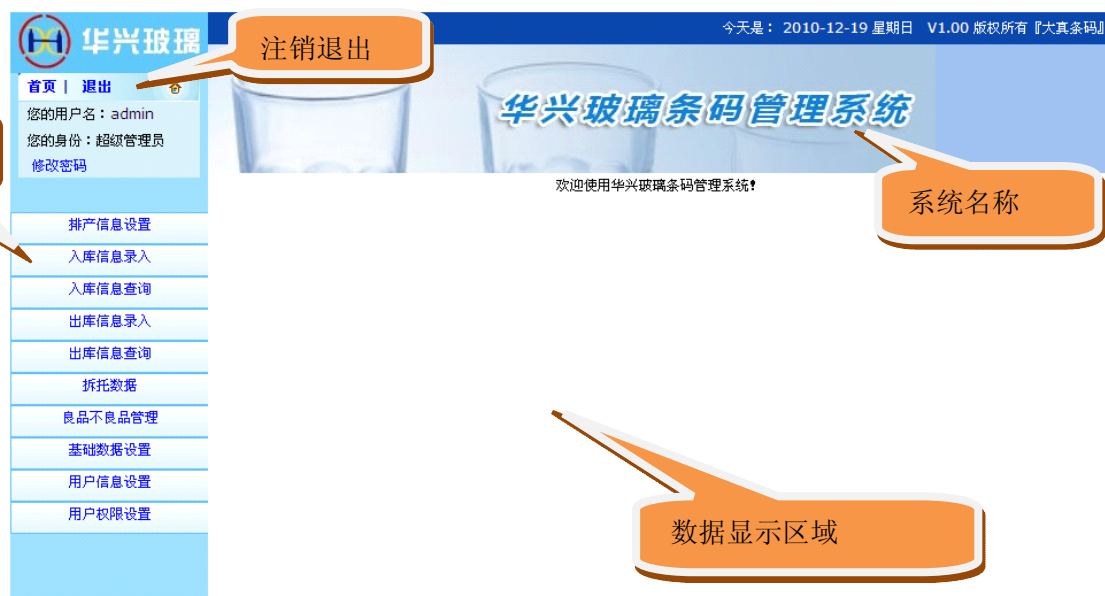 华兴玻璃
注销退出
今天是： 2010-12-19 星期日 V1.00 版权所有『大真条码』
首页 | 退出
您的用户名：admin
您的身份：超级管理员
修改密码
华兴玻璃条码管理系统
系统名称
欢迎使用华兴玻璃条码管理系统!
排产信息设置
入库信息录入
入库信息查询
出库信息录入
出库信息查询
拆托数据
良品不良品管理
基础数据设置
用户信息设置
用户权限设置
数据显示区域